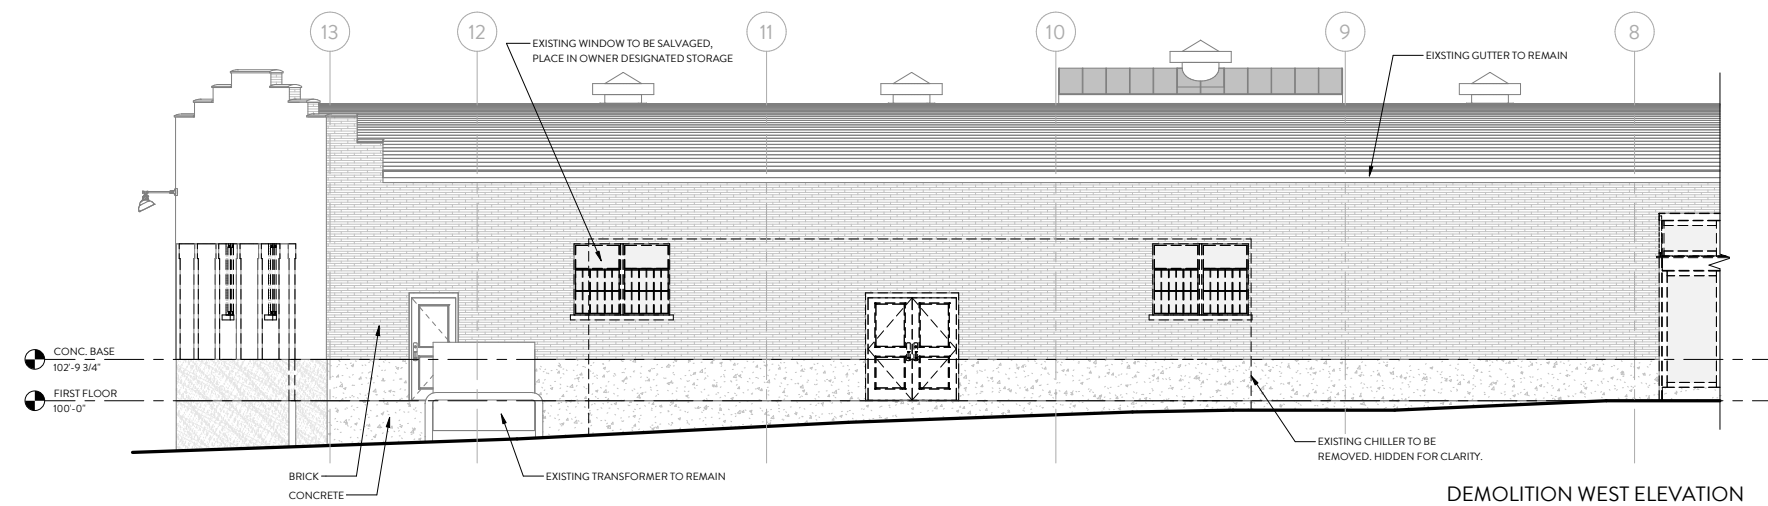 13
12
11
10
9
8
EXISTING WINDOW TO BE SALVAGED,
PLACE IN OWNER DESIGNATED STORAGE
EIXSTING GUTTER TO REMAIN
CONC. BASE
102'-9 3/4"
FIRST FLOOR
100'-0"
EXISTING CHILLER TO BE
REMOVED. HIDDEN FOR CLARITY.
BRICK
EXISTING TRANSFORMER TO REMAIN
CONCRETE
DEMOLITION WEST ELEVATION